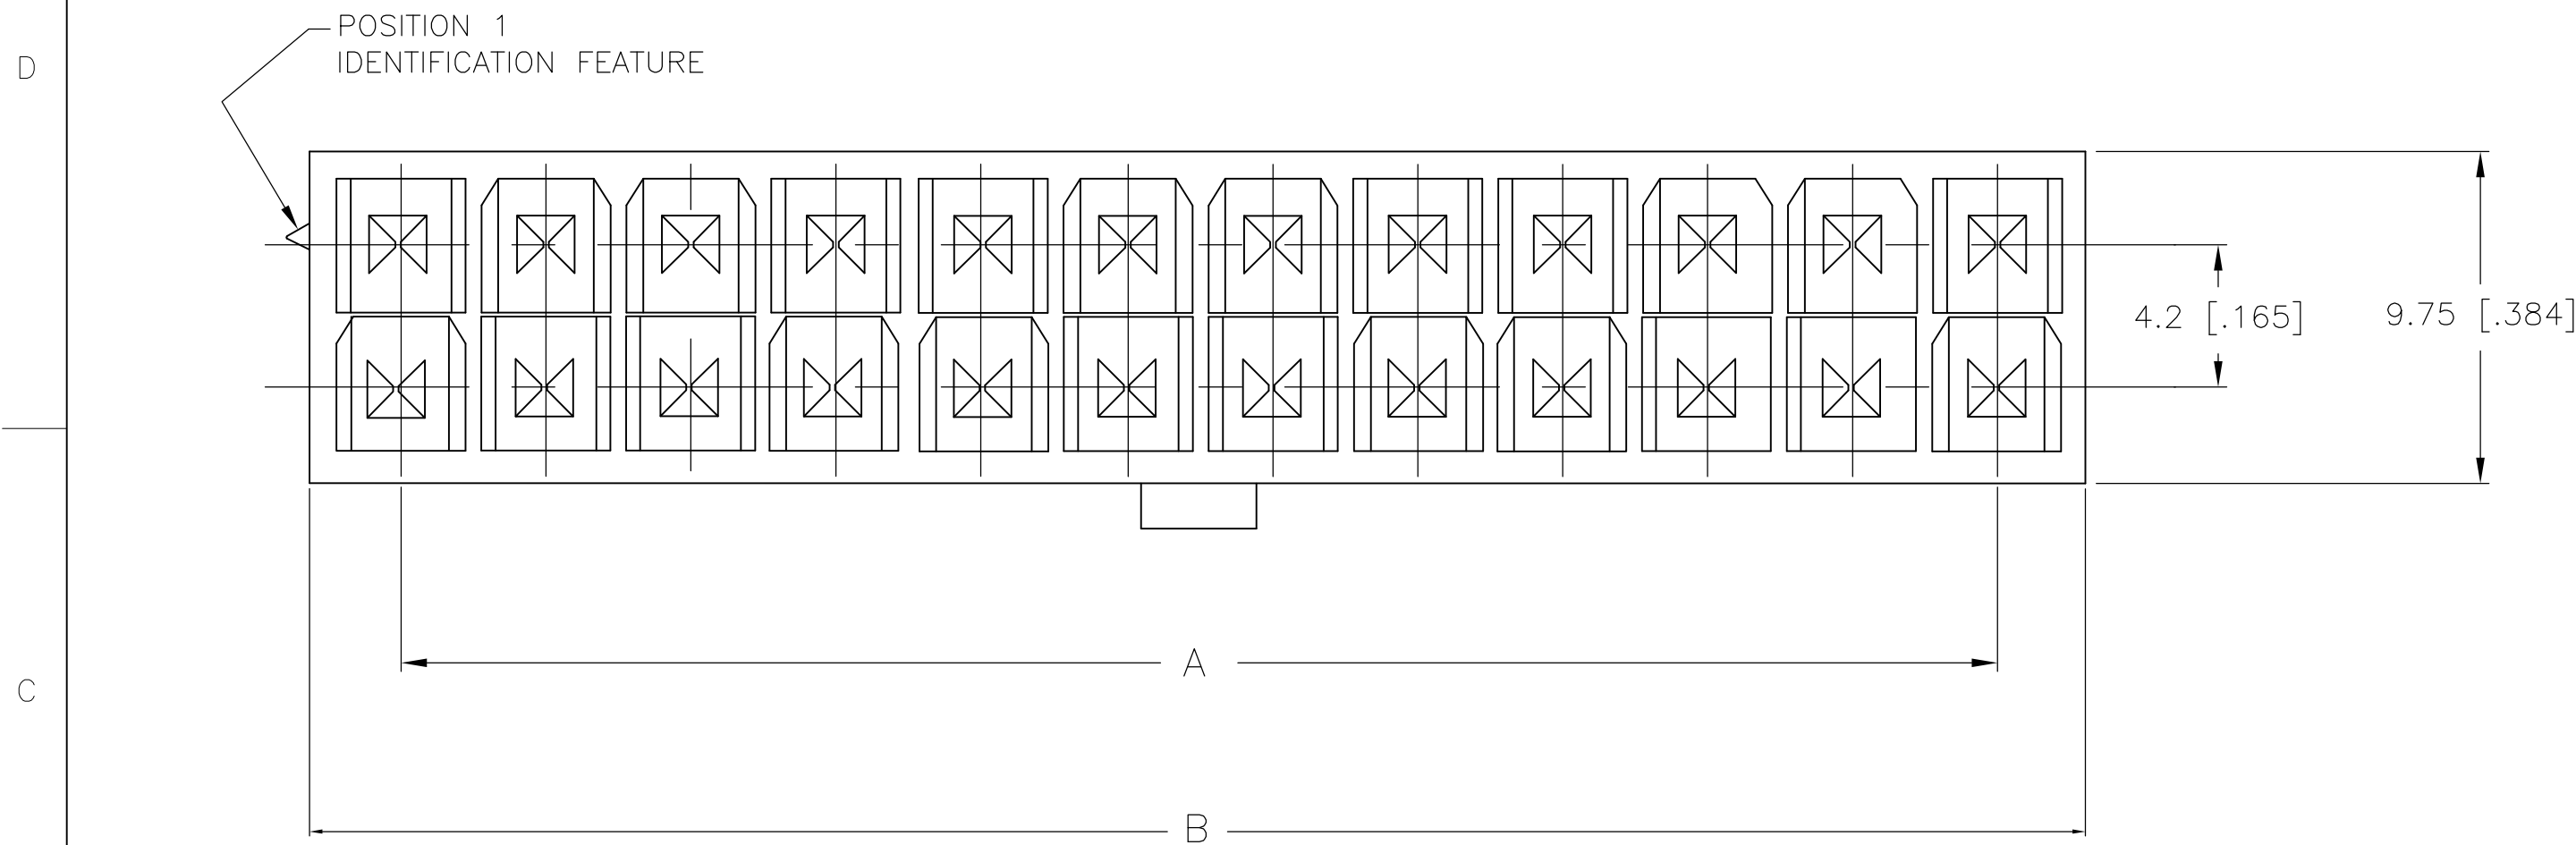 POSITION 1
IDENTIFICATION FEATURE
D
4.2 [.165]
9.75 [.384]
A
C
B